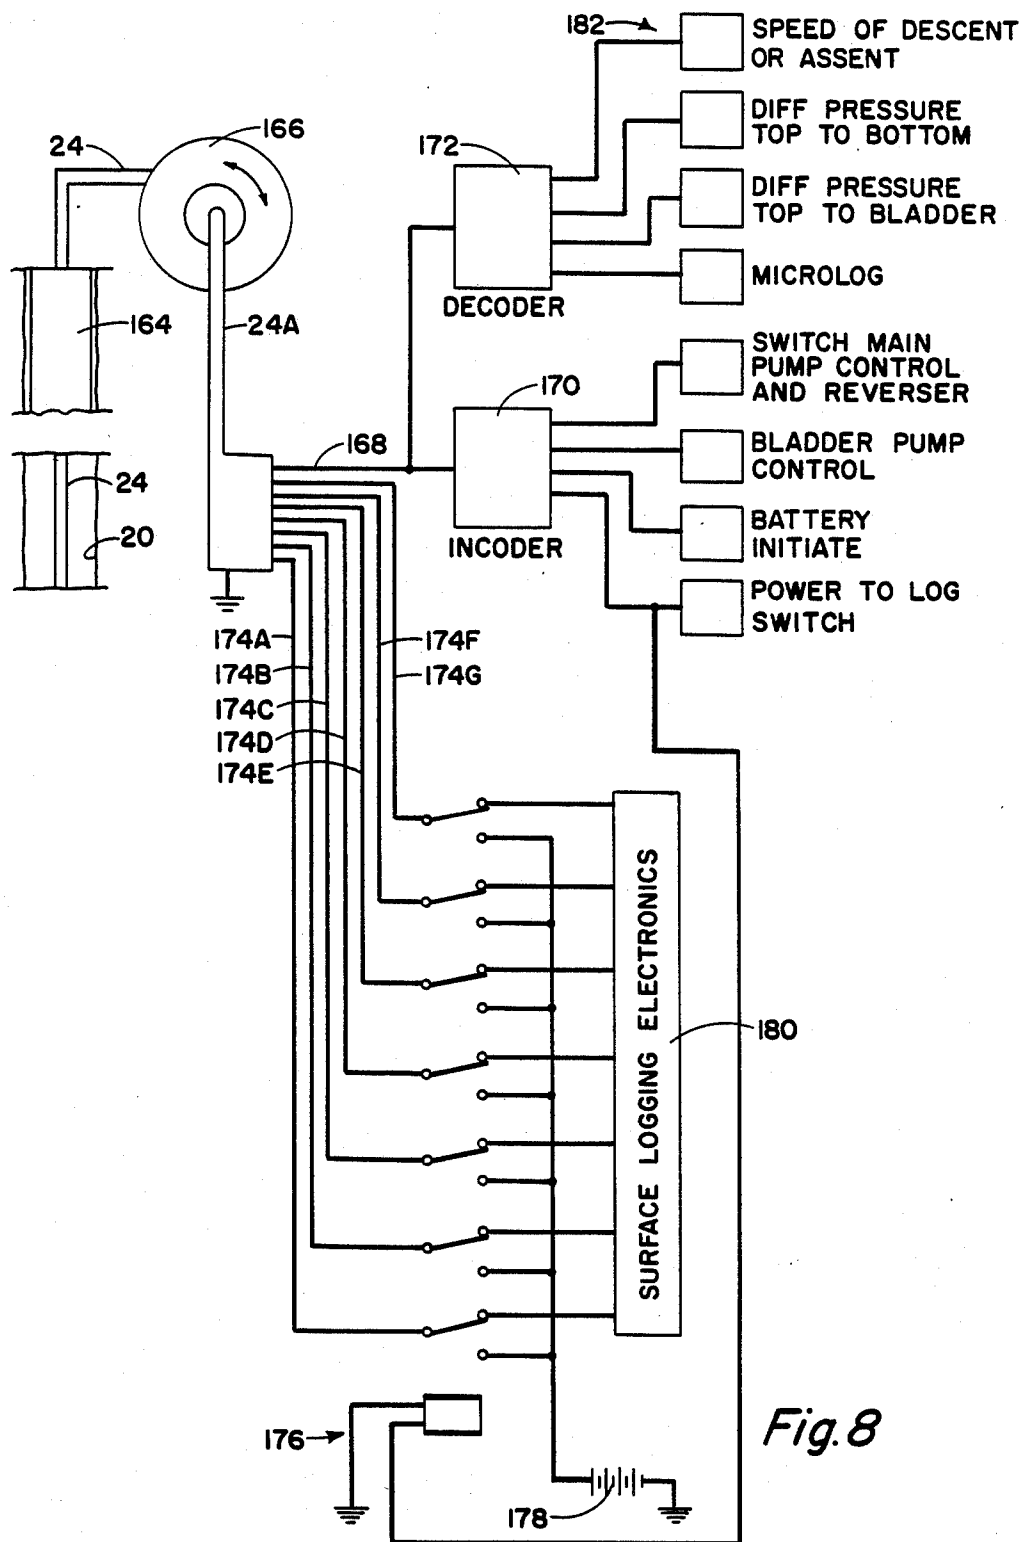 182
SPEED OF DESCENT
OR ASSENT
166
24
172
DIFF PRESSURE
TOP TO BOTTOM
DIFF PRESSURE
TOP TO BLADDER
MICROLOG
DECODER
164
24A
SWITCH MAIN
PUMP CONTROL
AND REVERSER
170
168
BLADDER PUMP
CONTROL
24
20
INCODER
BATTERY
INITIATE
POWER TO LOG
SWITCH
174A
174B
174C
174D
174E
174F
174G
SURFACE LOGGING ELECTRONICS
180
176
178
Fig. 8